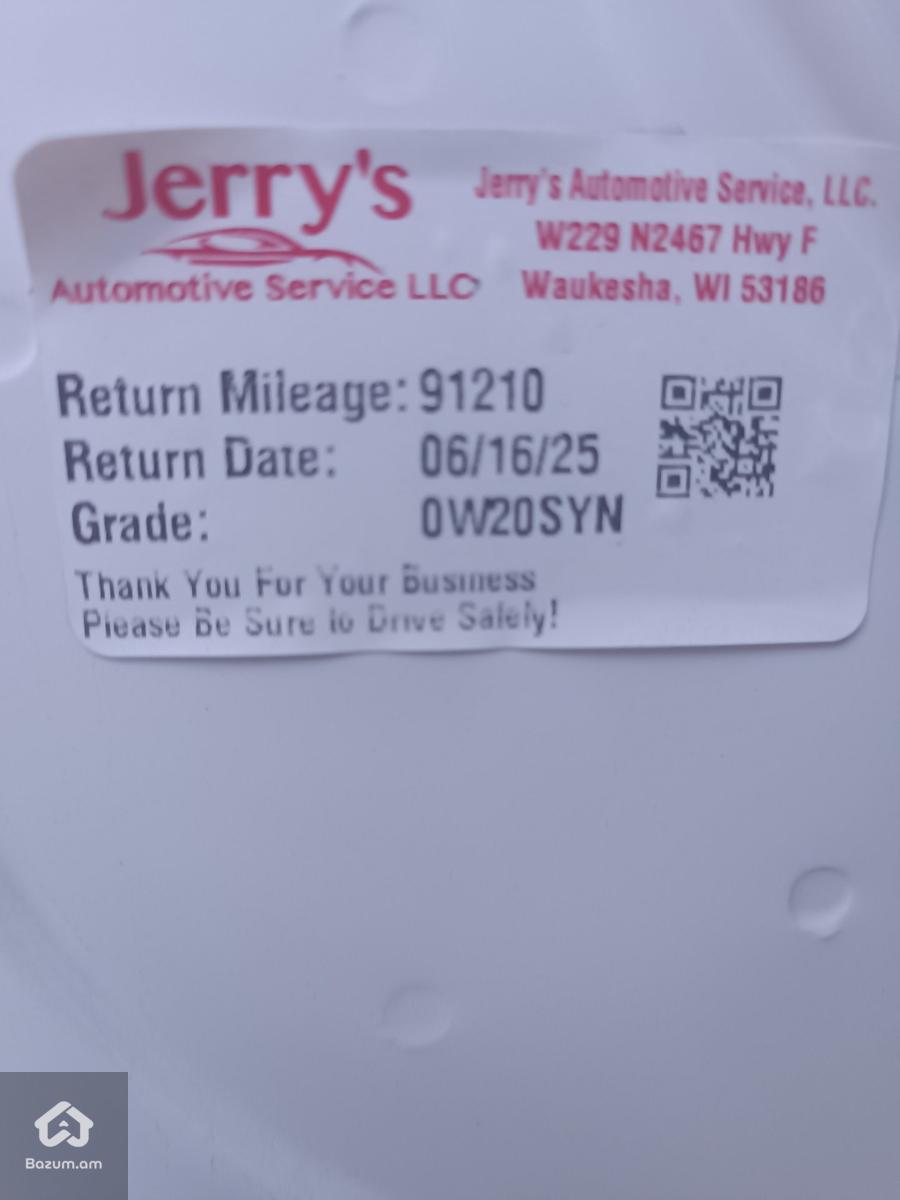 Jerry's
Automotive Service LLC
Jerry's Automotive Service, LLC.
W229 N2467 Hwy F
Waukesha, WI 53186
Return Mileage: 91210
Return Date: 06/16/25
Grade: 0W20SYN
Thank You For Your Business
Please Be Sure to Drive Safely!
Bazum.am